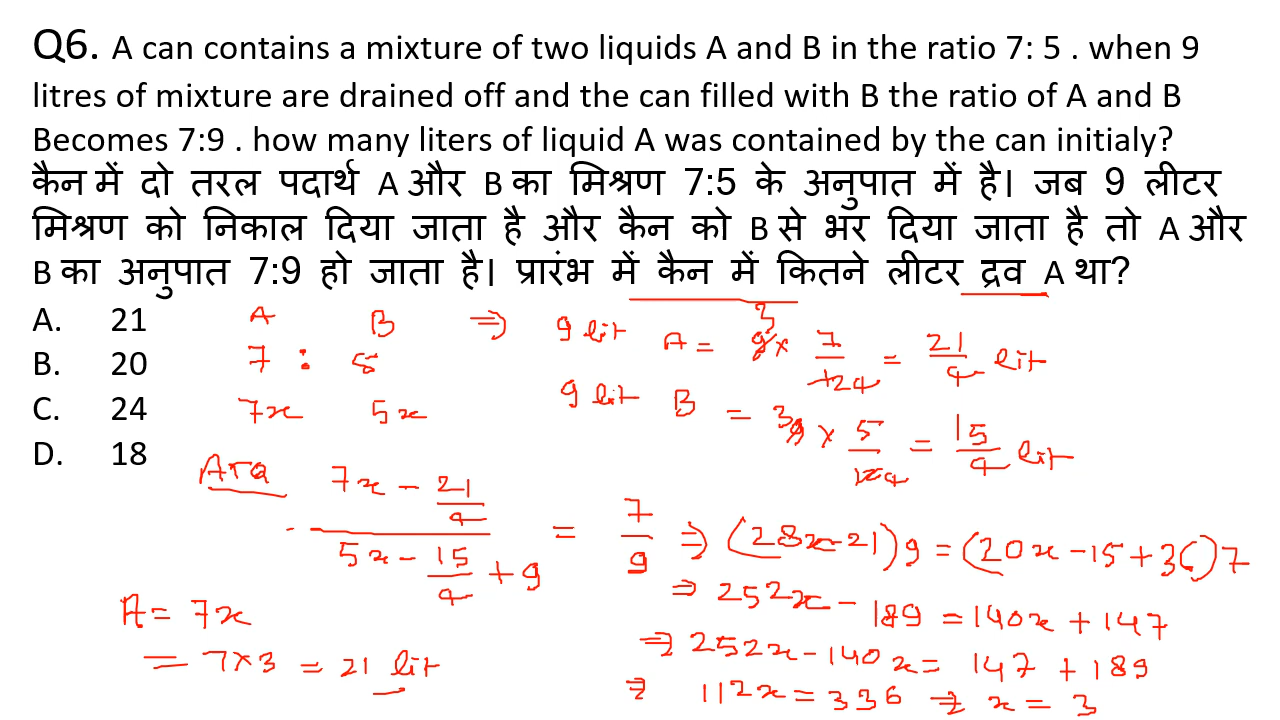 Q6. A can contains a mixture of two liquids A and B in the ratio 7: 5 . when 9
litres of mixture are drained off and the can filled with B the ratio of A and B
Becomes 7:9 . how many liters of liquid A was contained by the can initialy?
कैन में दो तरल पदार्थ A और B का मिश्रण 7:5 के अनुपात में है। जब 9 लीटर
मिश्रण को निकाल दिया जाता है और कैन को B से भर दिया जाता है तो A और
B का अनुपात 7:9 हो जाता है। प्रारंभ में कैन में कितने लीटर द्रव A था?
A. 21
B. 20
C. 24
D. 18
A B ⇒ 9 lit A = 9 3 × 7/12 4 = 21/4 lit
7 : 5
7x 5x
9 lit B = 9 3 × 5/12 4 = 15/4 lit
ATQ
(7x - 21/4) / (5x - 15/4 + 9) = 7/9 ⇒ (28x - 21) 9 = (20x - 15 + 36) 7
⇒ 252x - 189 = 140x + 147
⇒ 252x - 140x = 147 + 189
⇒ 112x = 336 ⇒ x = 3
A = 7x
= 7×3 = 21 lit